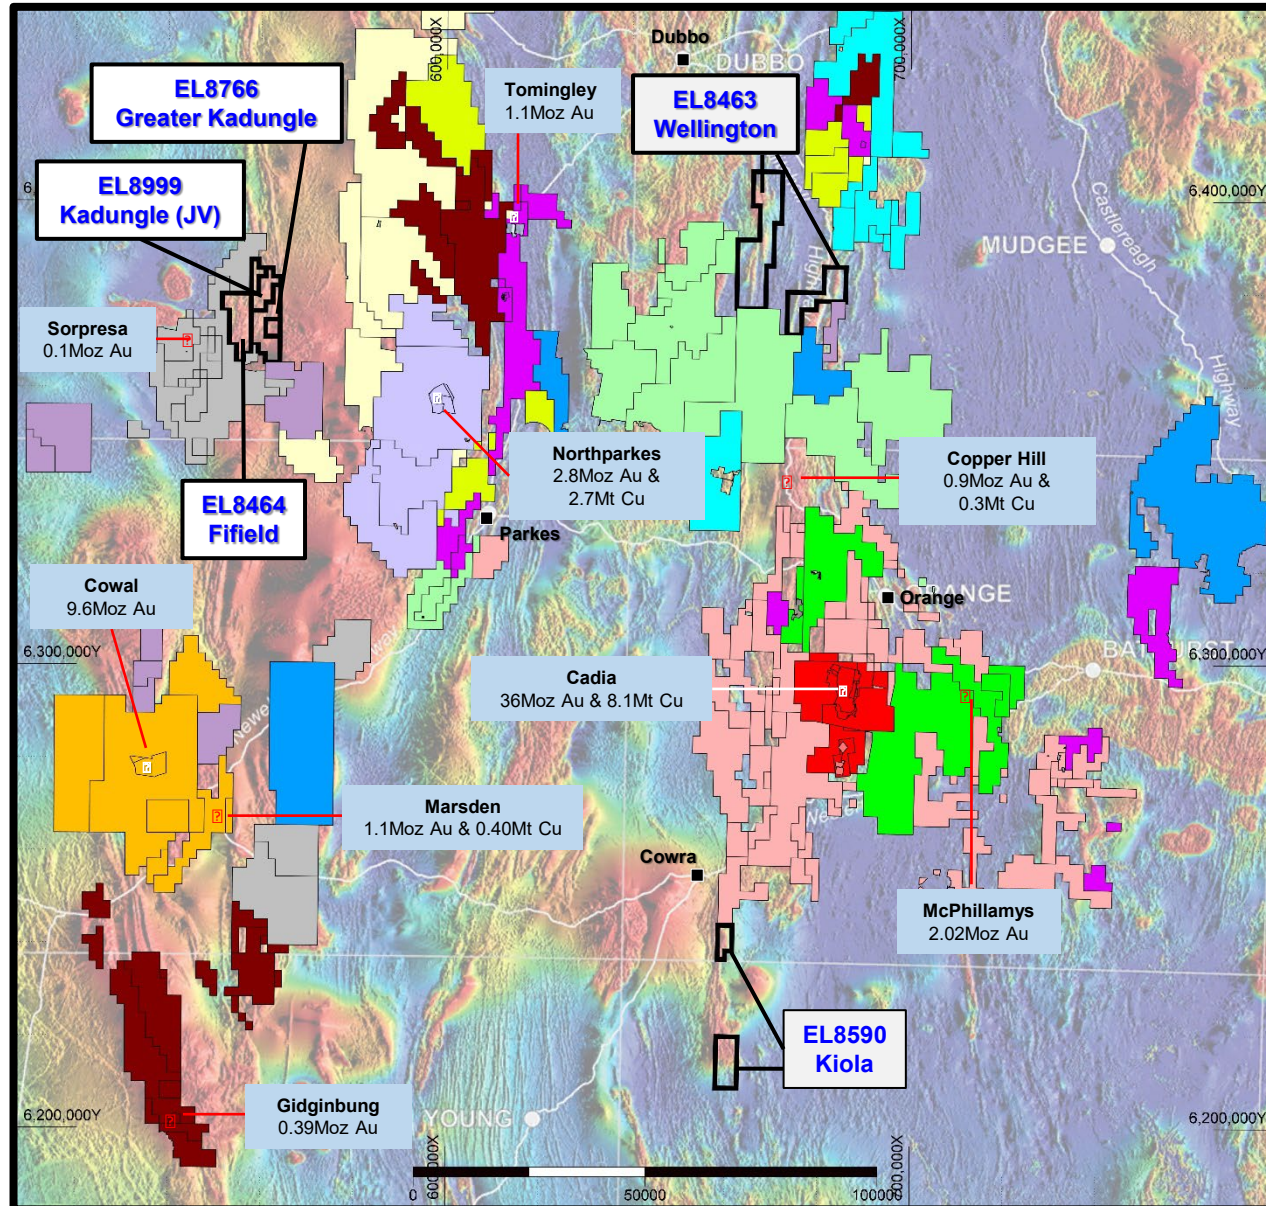 Dubbo
DUBBO
600,000X
700,000X
EL8766
Greater Kadungle
Tomingley
1.1Moz Au
EL8463
Wellington
EL8999
Kadungle (JV)
6,400,000Y
Castlereagh
MUDGEE
Highway
Sorpresa
0.1Moz Au
Northparkes
2.8Moz Au &
2.7Mt Cu
Copper Hill
0.9Moz Au &
0.3Mt Cu
EL8464
Fifield
Parkes
Cowal
9.6Moz Au
Orange
6,300,000Y
6,300,000Y
Cadia
36Moz Au & 8.1Mt Cu
Marsden
1.1Moz Au & 0.40Mt Cu
Cowra
McPhillamys
2.02Moz Au
EL8590
Kiola
Gidginbung
0.39Moz Au
YOUNG
6,200,000Y
6,200,000Y
600,000X
700,000X
0
50000
100000